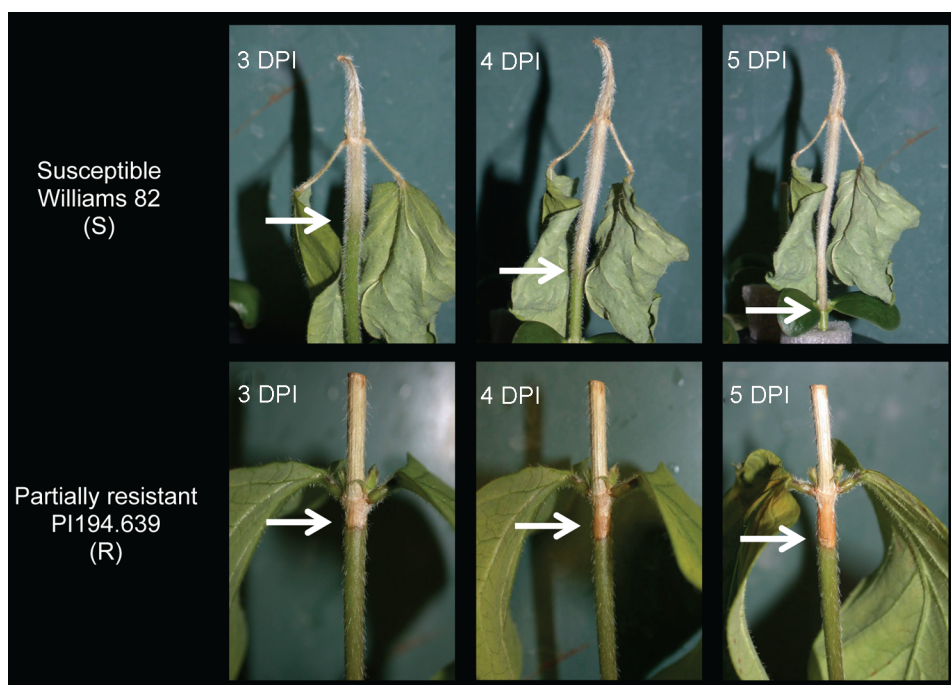 3 DPI
4 DPI
5 DPI
Susceptible
Williams 82
(S)
3 DPI
4 DPI
5 DPI
Partially resistant
PI194.639
(R)